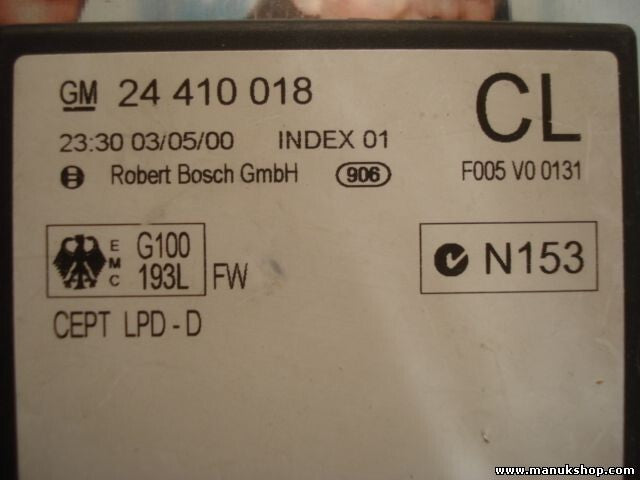 GM 24 410 018
CL
23:30 03/05/00 INDEX 01
Robert Bosch GmbH 906
F005 V0 0131
EMC G100
193L FW
N153
CEPT LPD - D
www.manukshop.com